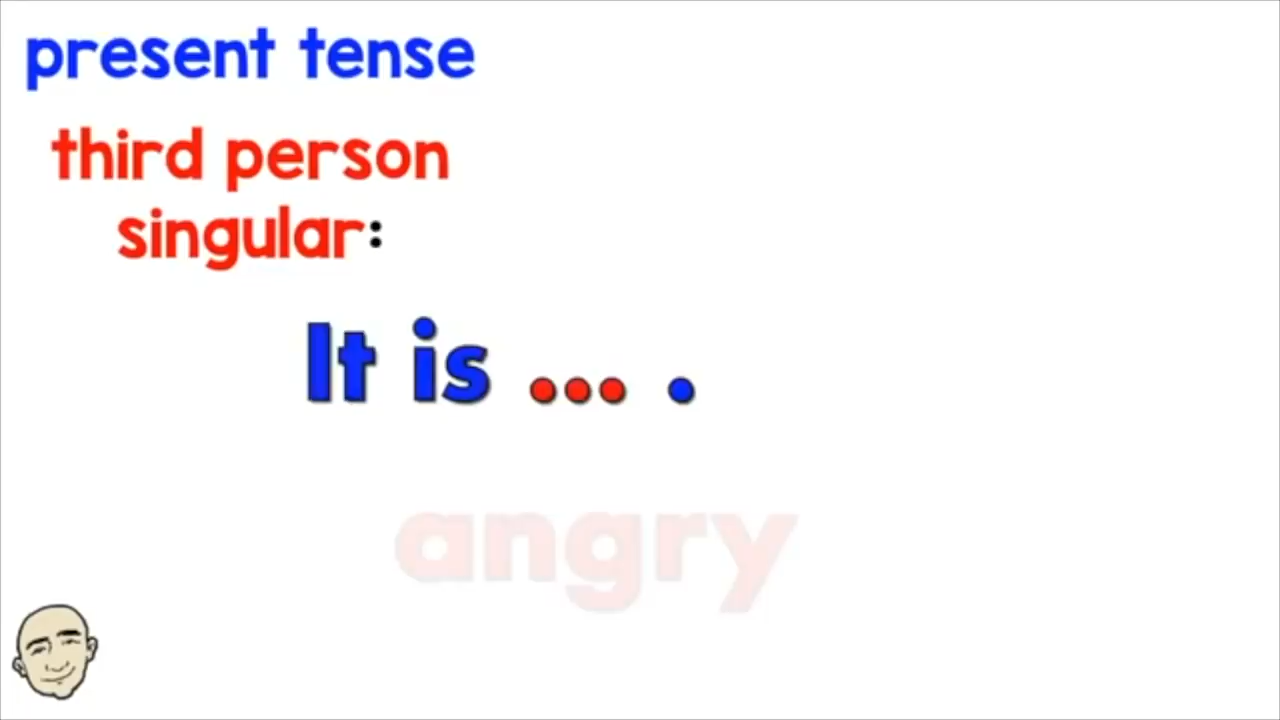 present tense
third person
singular:
It is ... .
angry